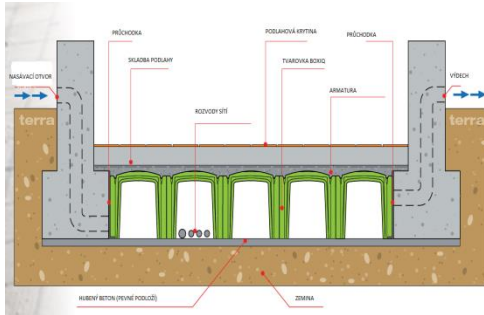 PRŮCHODKA
PODLAHOVÁ KRYTINA
PRŮCHODKA
SKLADBA PODLAHY
TVAROVKA BOXIQ
NASÁVACÍ OTVOR
VÝDECH
ARMATURA
ROZVODY SÍTÍ
terra
terra
HUBENÝ BETON (PEVNÉ PODLOŽÍ)
ZEMINA